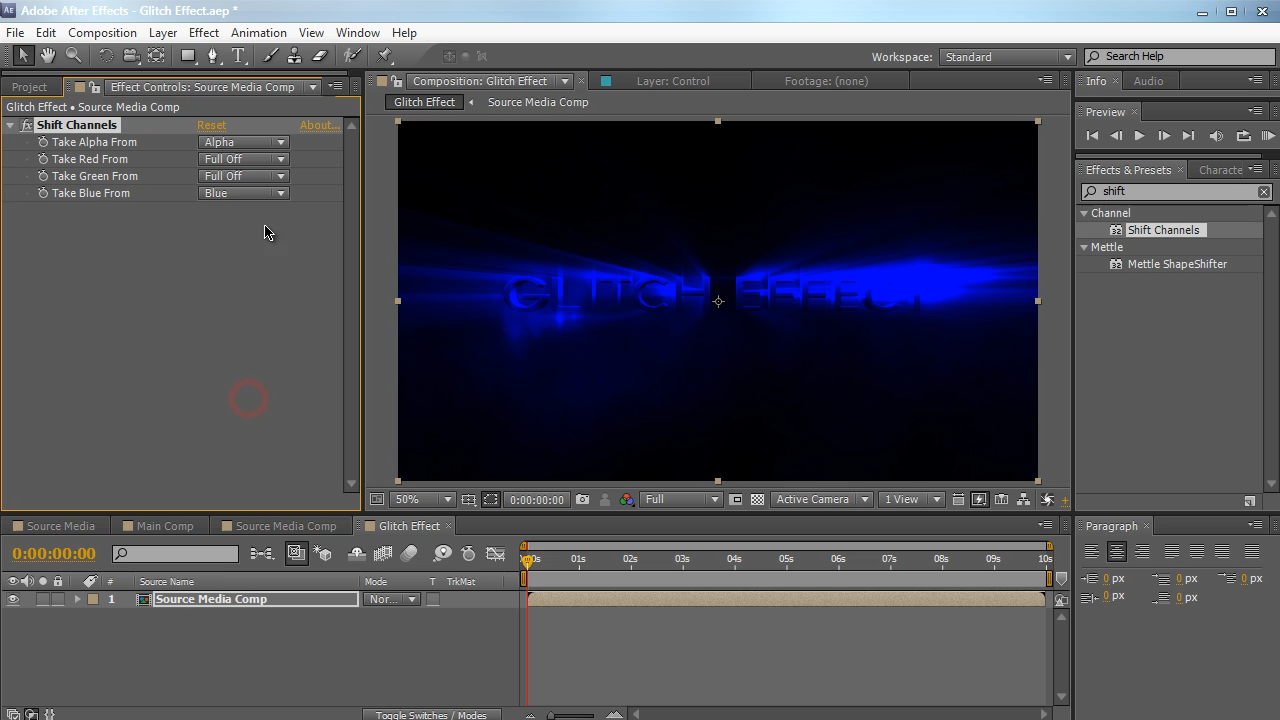 Adobe After Effects - Glitch Effect.aep *
File Edit Composition Layer Effect Animation View Window Help
Workspace: Standard Search Help
Project Effect Controls: Source Media Comp Composition: Glitch Effect Layer: Control Footage: (none) Info Audio
Glitch Effect • Source Media Comp Glitch Effect Source Media Comp
Preview
fx Shift Channels Reset About...
Take Alpha From Alpha
Take Red From Full Off
Take Green From Full Off
Take Blue From Blue
Effects & Presets Characte
shift
Channel
Shift Channels
Mettle
Mettle ShapeShifter
GLITCH EFFECT
50% 0:00:00:00 Full Active Camera 1 View
Source Media Main Comp Source Media Comp Glitch Effect Paragraph
0:00:00:00
01s 02s 03s 04s 05s 06s 07s 08s 09s 10s
# Source Name Mode T TrkMat
1 Source Media Comp Nor...
0 px 0 px 0 px
0 px 0 px
Toggle Switches / Modes